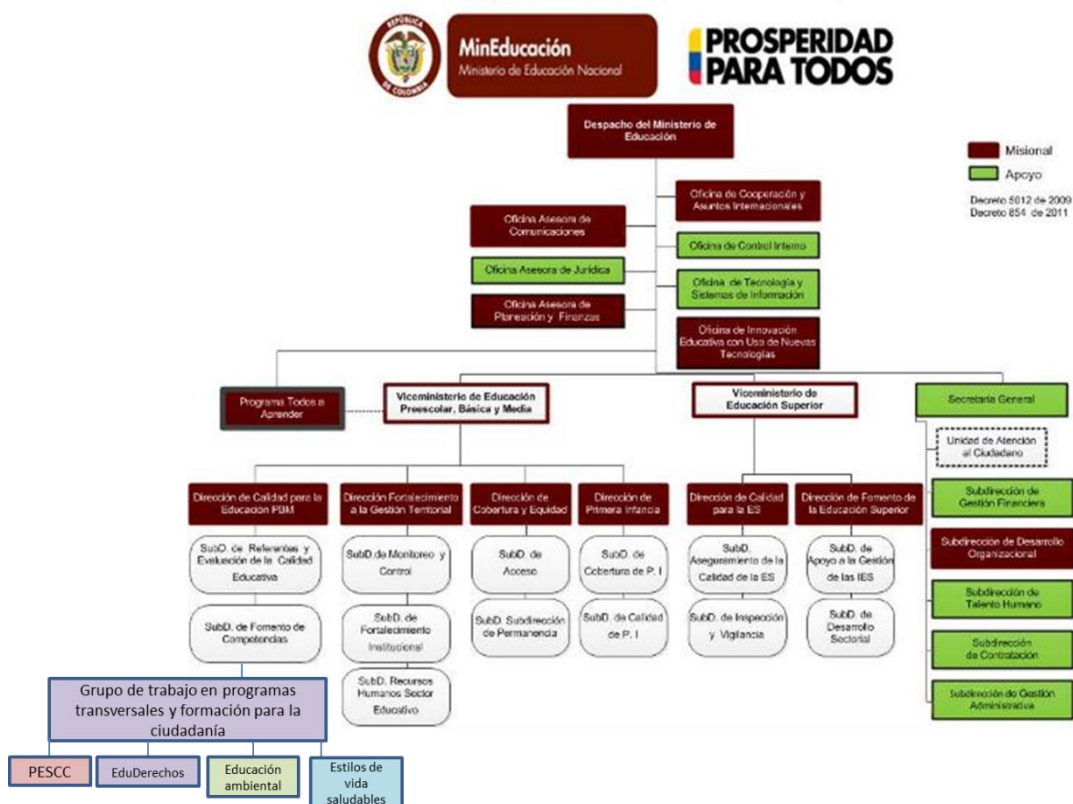 REPÚBLICA
DE COLOMBIA
MinEducación
Ministerio de Educación Nacional
PROSPERIDAD
PARA TODOS
Despacho del Ministerio de
Educación
Misional
Apoyo
Decreto 5012 de 2009
Decreto 854 de 2011
Oficina de Cooperación y
Asuntos Internacionales
Oficina Asesora de
Comunicaciones
Oficina de Control Interno
Oficina Asesora de Jurídica
Oficina de Tecnología y
Sistemas de Información
Oficina Asesora de
Planeación y Finanzas
Oficina de Innovación
Educativa con Uso de Nuevas
Tecnologías
Programa Todos a
Aprender
Viceministerio de Educación
Preescolar, Básica y Media
Viceministerio de
Educación Superior
Secretaría General
Unidad de Atención
al Ciudadano
Dirección de Calidad para la
Educación PBM
Dirección Fortalecimiento
a la Gestión Territorial
Dirección de
Cobertura y Equidad
Dirección de
Primera Infancia
Dirección de Calidad
para la ES
Dirección de Fomento de
la Educación Superior
Subdirección de
Gestión Financiera
SubD. de Referentes y
Evaluación de la Calidad
Educativa
SubD. de Monitoreo y
Control
SubD. de
Acceso
SubD. de
Cobertura de P. I
SubD.
Aseguramiento de la
Calidad de la ES
SubD. de
Apoyo a la Gestión
de las IES
Subdirección de Desarrollo
Organizacional
SubD. de Fomento de
Competencias
SubD. de
Fortalecimiento
Institucional
SubD. Subdirección
de Permanencia
SubD. de Calidad
de P. I
SubD. de Inspección
y Vigilancia
SubD. de
Desarrollo
Sectorial
Subdirección de
Talento Humano
SubD. Recursos
Humanos Sector
Educativo
Subdirección
de Contratación
Subdirección de Gestión
Administrativa
Grupo de trabajo en programas
transversales y formación para la
ciudadanía
PESCC
EduDerechos
Educación
ambiental
Estilos de
vida
saludables